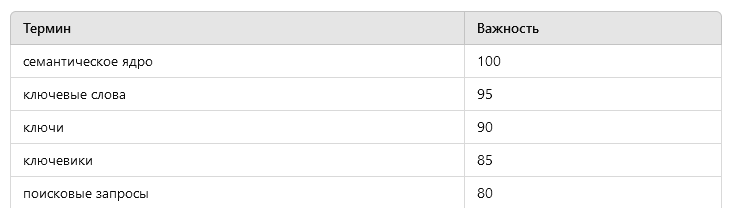 Термин Важность
семантическое ядро 100
ключевые слова 95
ключи 90
ключевики 85
поисковые запросы 80